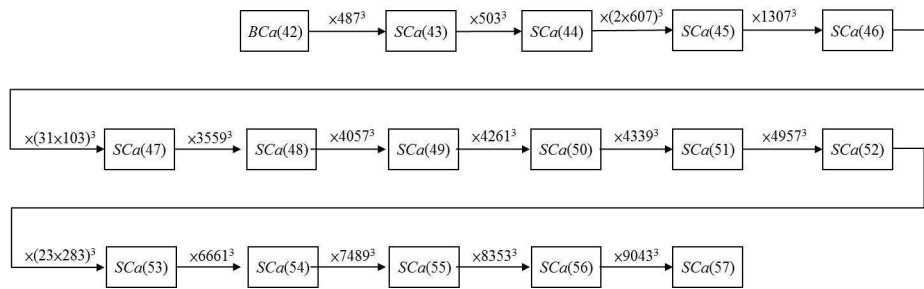 BCa(42) ×487³ SCa(43) ×503³ SCa(44) ×(2×607)³ SCa(45) ×1307³ SCa(46)
×(31×103)³ SCa(47) ×3559³ SCa(48) ×4057³ SCa(49) ×4261³ SCa(50) ×4339³ SCa(51) ×4957³ SCa(52)
×(23×283)³ SCa(53) ×6661³ SCa(54) ×7489³ SCa(55) ×8353³ SCa(56) ×9043³ SCa(57)